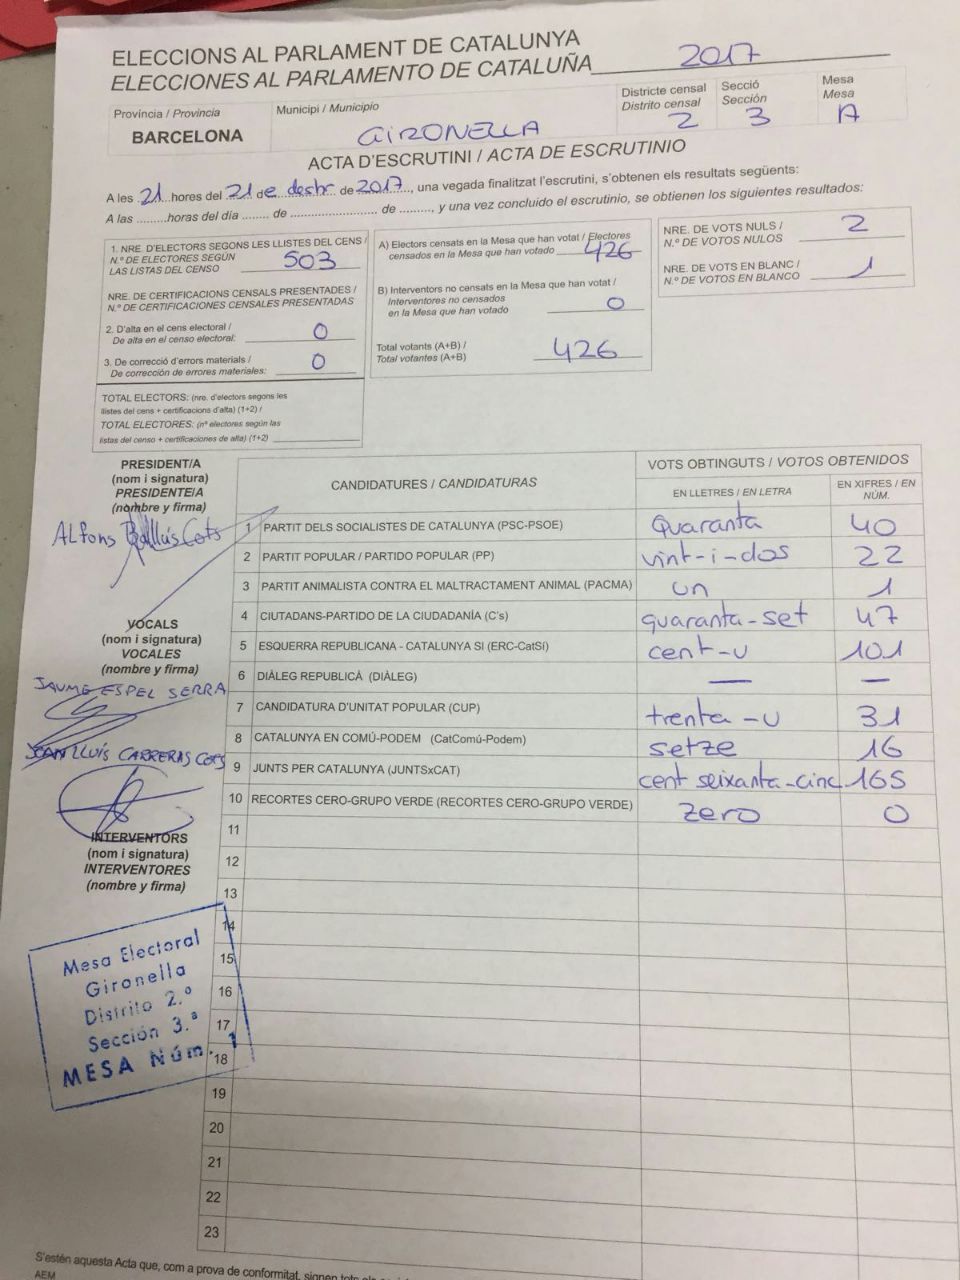 ELECCIONS AL PARLAMENT DE CATALUNYA
ELECCIONES AL PARLAMENTO DE CATALUÑA 2017
Província / Provincia
BARCELONA
Municipi / Municipio
GIRONELLA
Districte censal
Distrito censal
2
Secció
Sección
3
Mesa
Mesa
A
ACTA D'ESCRUTINI / ACTA DE ESCRUTINIO
A les 21 hores del 21 de desbr de 2017, una vegada finalitzat l'escrutini, s'obtenen els resultats següents:
A las .........horas del día ........ de ........................ de ........., y una vez concluido el escrutinio, se obtienen los siguientes resultados:
1. NRE. D'ELECTORS SEGONS LES LLISTES DEL CENS /
N.º DE ELECTORES SEGÚN
LAS LISTAS DEL CENSO 503
NRE. DE CERTIFICACIONS CENSALS PRESENTADES /
N.º DE CERTIFICACIONES CENSALES PRESENTADAS
2. D'alta en el cens electoral /
De alta en el censo electoral: 0
3. De correcció d'errors materials /
De corrección de errores materiales: 0
TOTAL ELECTORS: (nre. d'electors segons les
llistes del cens + certificacions d'alta) (1+2) /
TOTAL ELECTORES: (nº electores según las
listas del censo + certificaciones de alta) (1+2)
A) Electors censats en la Mesa que han votat / Electores
censados en la Mesa que han votado 426
B) Interventors no censats en la Mesa que han votat /
Interventores no censados
en la Mesa que han votado 0
Total votants (A+B) /
Total votantes (A+B) 426
NRE. DE VOTS NULS /
N.º DE VOTOS NULOS 2
NRE. DE VOTS EN BLANC /
N.º DE VOTOS EN BLANCO 1
PRESIDENT/A
(nom i signatura)
PRESIDENTE/A
(nombre y firma)
Alfons Cots
VOCALS
(nom i signatura)
VOCALES
(nombre y firma)
JAUME ESPEL SERRA
JOAN LLUÍS CARRERAS COTS
INTERVENTORS
(nom i signatura)
INTERVENTORES
(nombre y firma)
Mesa Electoral
Gironella
Distrito 2.º
Sección 3.ª
MESA Núm. 1
CANDIDATURES / CANDIDATURAS
VOTS OBTINGUTS / VOTOS OBTENIDOS
EN LLETRES / EN LETRA
EN XIFRES / EN
NÚM.
1 PARTIT DELS SOCIALISTES DE CATALUNYA (PSC-PSOE) Quaranta 40
2 PARTIT POPULAR / PARTIDO POPULAR (PP) vint-i-dos 22
3 PARTIT ANIMALISTA CONTRA EL MALTRACTAMENT ANIMAL (PACMA) un 1
4 CIUTADANS-PARTIDO DE LA CIUDADANÍA (C's) quaranta-set 47
5 ESQUERRA REPUBLICANA - CATALUNYA SI (ERC-CatSí) cent-u 101
6 DIÀLEG REPUBLICÀ (DIÀLEG) — —
7 CANDIDATURA D'UNITAT POPULAR (CUP) trenta-u 31
8 CATALUNYA EN COMÚ-PODEM (CatComú-Podem) setze 16
9 JUNTS PER CATALUNYA (JUNTSxCAT) cent seixanta-cinc 165
10 RECORTES CERO-GRUPO VERDE (RECORTES CERO-GRUPO VERDE) zero 0
11
12
13
14
15
16
17
18
19
20
21
22
23
S'estén aquesta Acta que, com a prova de conformitat, signen tots els
AEM